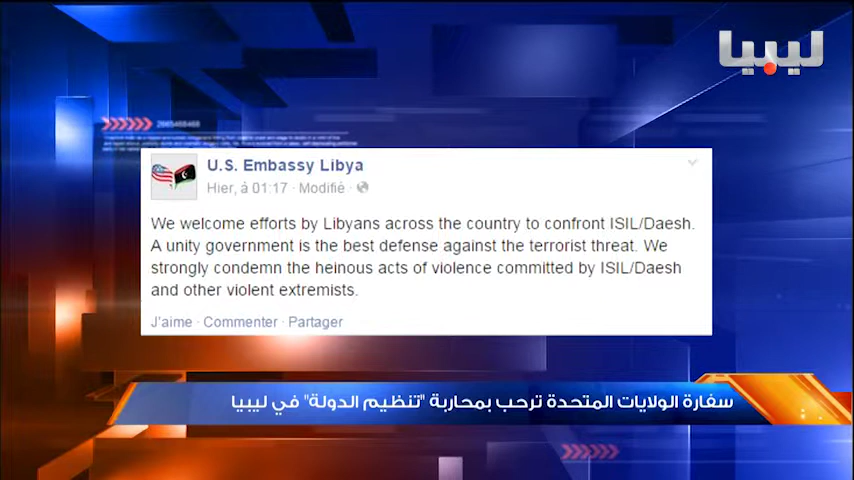 ليبيا
2665468468
U.S. Embassy Libya
Hier, á 01:17 · Modifié ·
We welcome efforts by Libyans across the country to confront ISIL/Daesh.
A unity government is the best defense against the terrorist threat. We
strongly condemn the heinous acts of violence committed by ISIL/Daesh
and other violent extremists.
J'aime · Commenter · Partager
سفارة الولايات المتحدة ترحب بمحاربة "تنظيم الدولة" في ليبيا